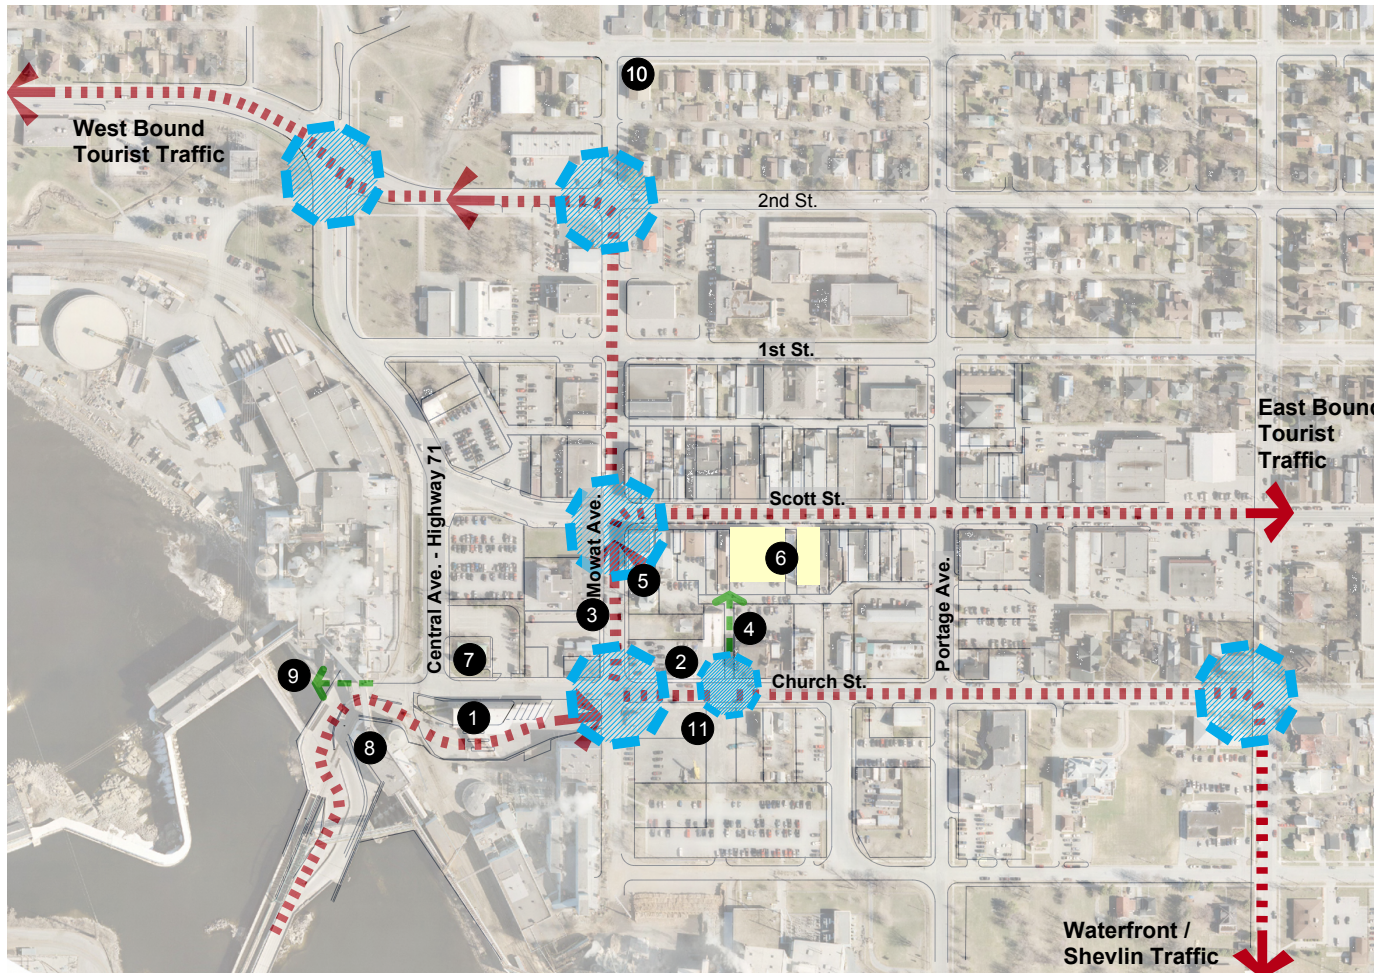 10
West Bound
Tourist Traffic
2nd St.
1st St.
East Bound
Tourist
Traffic
Central Ave. - Highway 71
Mowat Ave.
Scott St.
Portage Ave.
6
5
3
4
2
7
9
Church St.
1
11
8
Waterfront /
Shevlin Traffic